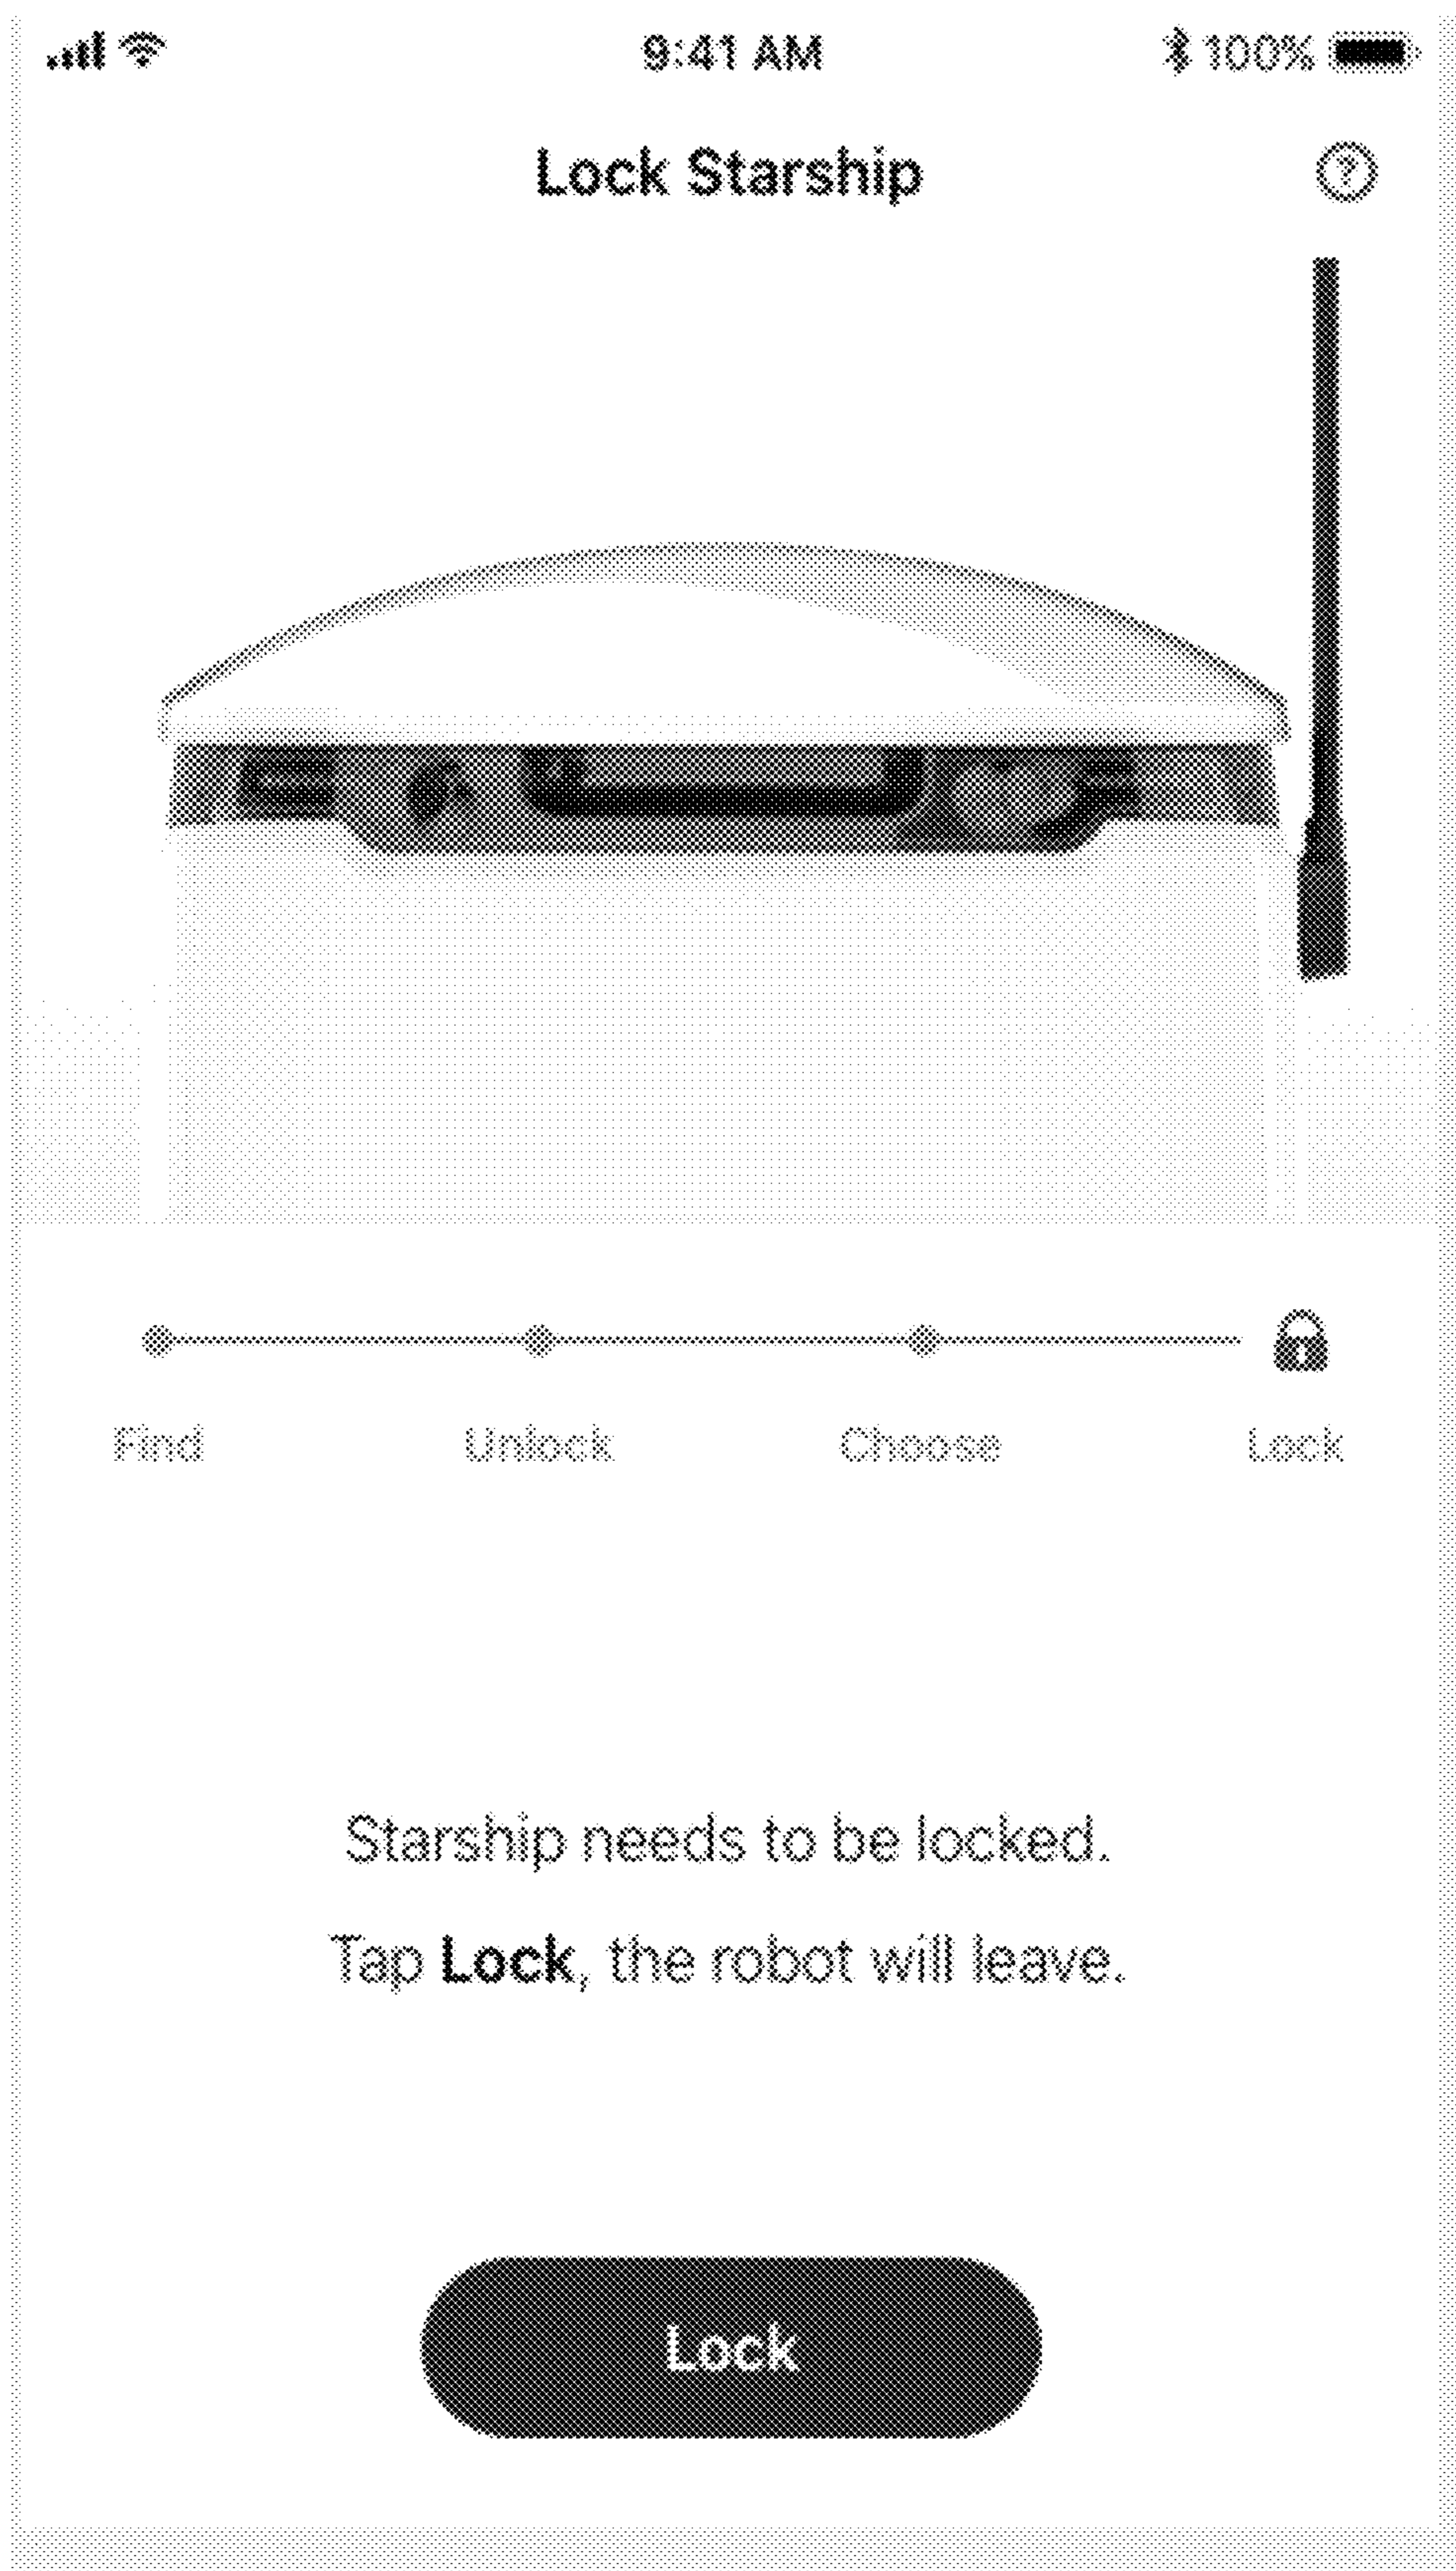 9:41 AM 100%
Lock Starship ?
Find Unlock Choose Lock
Starship needs to be locked.
Tap Lock, the robot will leave.
Lock